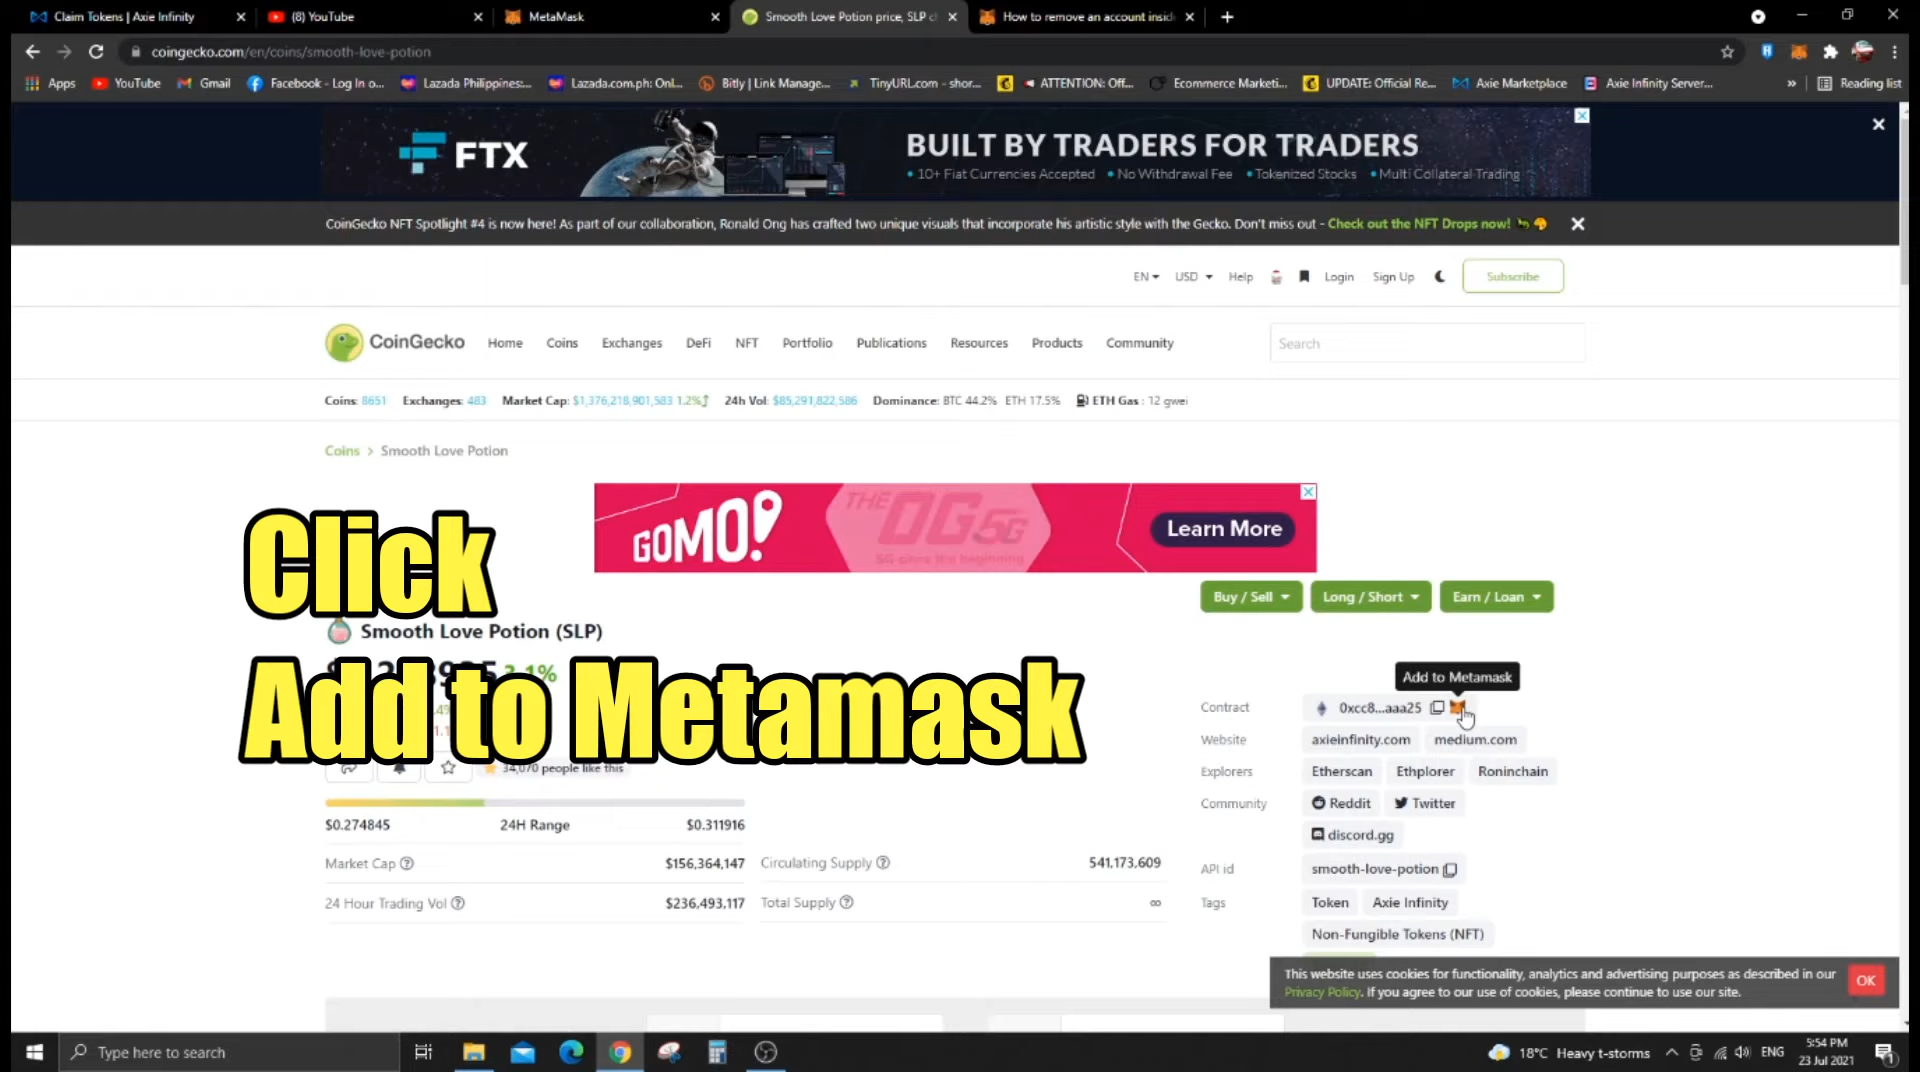 Claim Tokens | Axie Infinity
(8) YouTube
MetaMask
Smooth Love Potion price, SLP c
How to remove an account insid
coingecko.com/en/coins/smooth-love-potion
Apps
YouTube
Gmail
Facebook - Log In o...
Lazada Philippines:...
Lazada.com.ph: Onl...
Bitly | Link Manage...
TinyURL.com - shor...
ATTENTION: Off...
Ecommerce Marketi...
UPDATE: Official Re...
Axie Marketplace
Axie Infinity Server...
»
Reading list
FTX
BUILT BY TRADERS FOR TRADERS
• 10+ Fiat Currencies Accepted • No Withdrawal Fee • Tokenized Stocks • Multi Collateral Trading
CoinGecko NFT Spotlight #4 is now here! As part of our collaboration, Ronald Ong has crafted two unique visuals that incorporate his artistic style with the Gecko. Don't miss out - Check out the NFT Drops now!
EN USD Help Login Sign Up Subscribe
CoinGecko Home Coins Exchanges DeFi NFT Portfolio Publications Resources Products Community Search
Coins: 8651 Exchanges: 483 Market Cap: $1,376,218,901,583 1.2% 24h Vol: $85,291,822,586 Dominance: BTC 44.2% ETH 17.5% ETH Gas : 12 gwei
Coins > Smooth Love Potion
GOMO!
THE OG 5G
5G since the beginning
Learn More
Click
Buy / Sell
Long / Short
Earn / Loan
Smooth Love Potion (SLP)
Add to Metamask
3.1%
Add to Metamask
Contract 0xcc8...aaa25
Website axieinfinity.com medium.com
34,070 people like this
Explorers Etherscan Ethplorer Roninchain
Community Reddit Twitter
discord.gg
$0.274845 24H Range $0.311916
Market Cap $156,364,147
Circulating Supply 541,173,609
API id smooth-love-potion
24 Hour Trading Vol $236,493,117
Total Supply ∞
Tags Token Axie Infinity
Non-Fungible Tokens (NFT)
This website uses cookies for functionality, analytics and advertising purposes as described in our
Privacy Policy. If you agree to our use of cookies, please continue to use our site.
OK
Type here to search
18°C Heavy t-storms
ENG
5:54 PM
23 Jul 2021
1